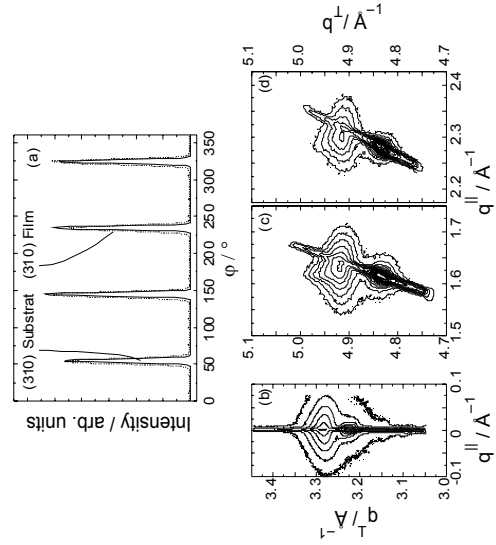 Intensity / arb. units
(310) Substrat
(310) Film
(a)
0 50 100 150 200 250 300 350
φ / °
q⊥/Å⁻¹
3.4
3.3
3.2
3.1
3.0
(b)
-0.1 0 0.1
q|| / Å⁻¹
5.1
5.0
4.9
4.8
4.7
(c)
1.5 1.6 1.7
q|| / Å⁻¹
(d)
2.2 2.3 2.4
5.1
5.0
4.9
4.8
4.7
q⊥/ Å⁻¹